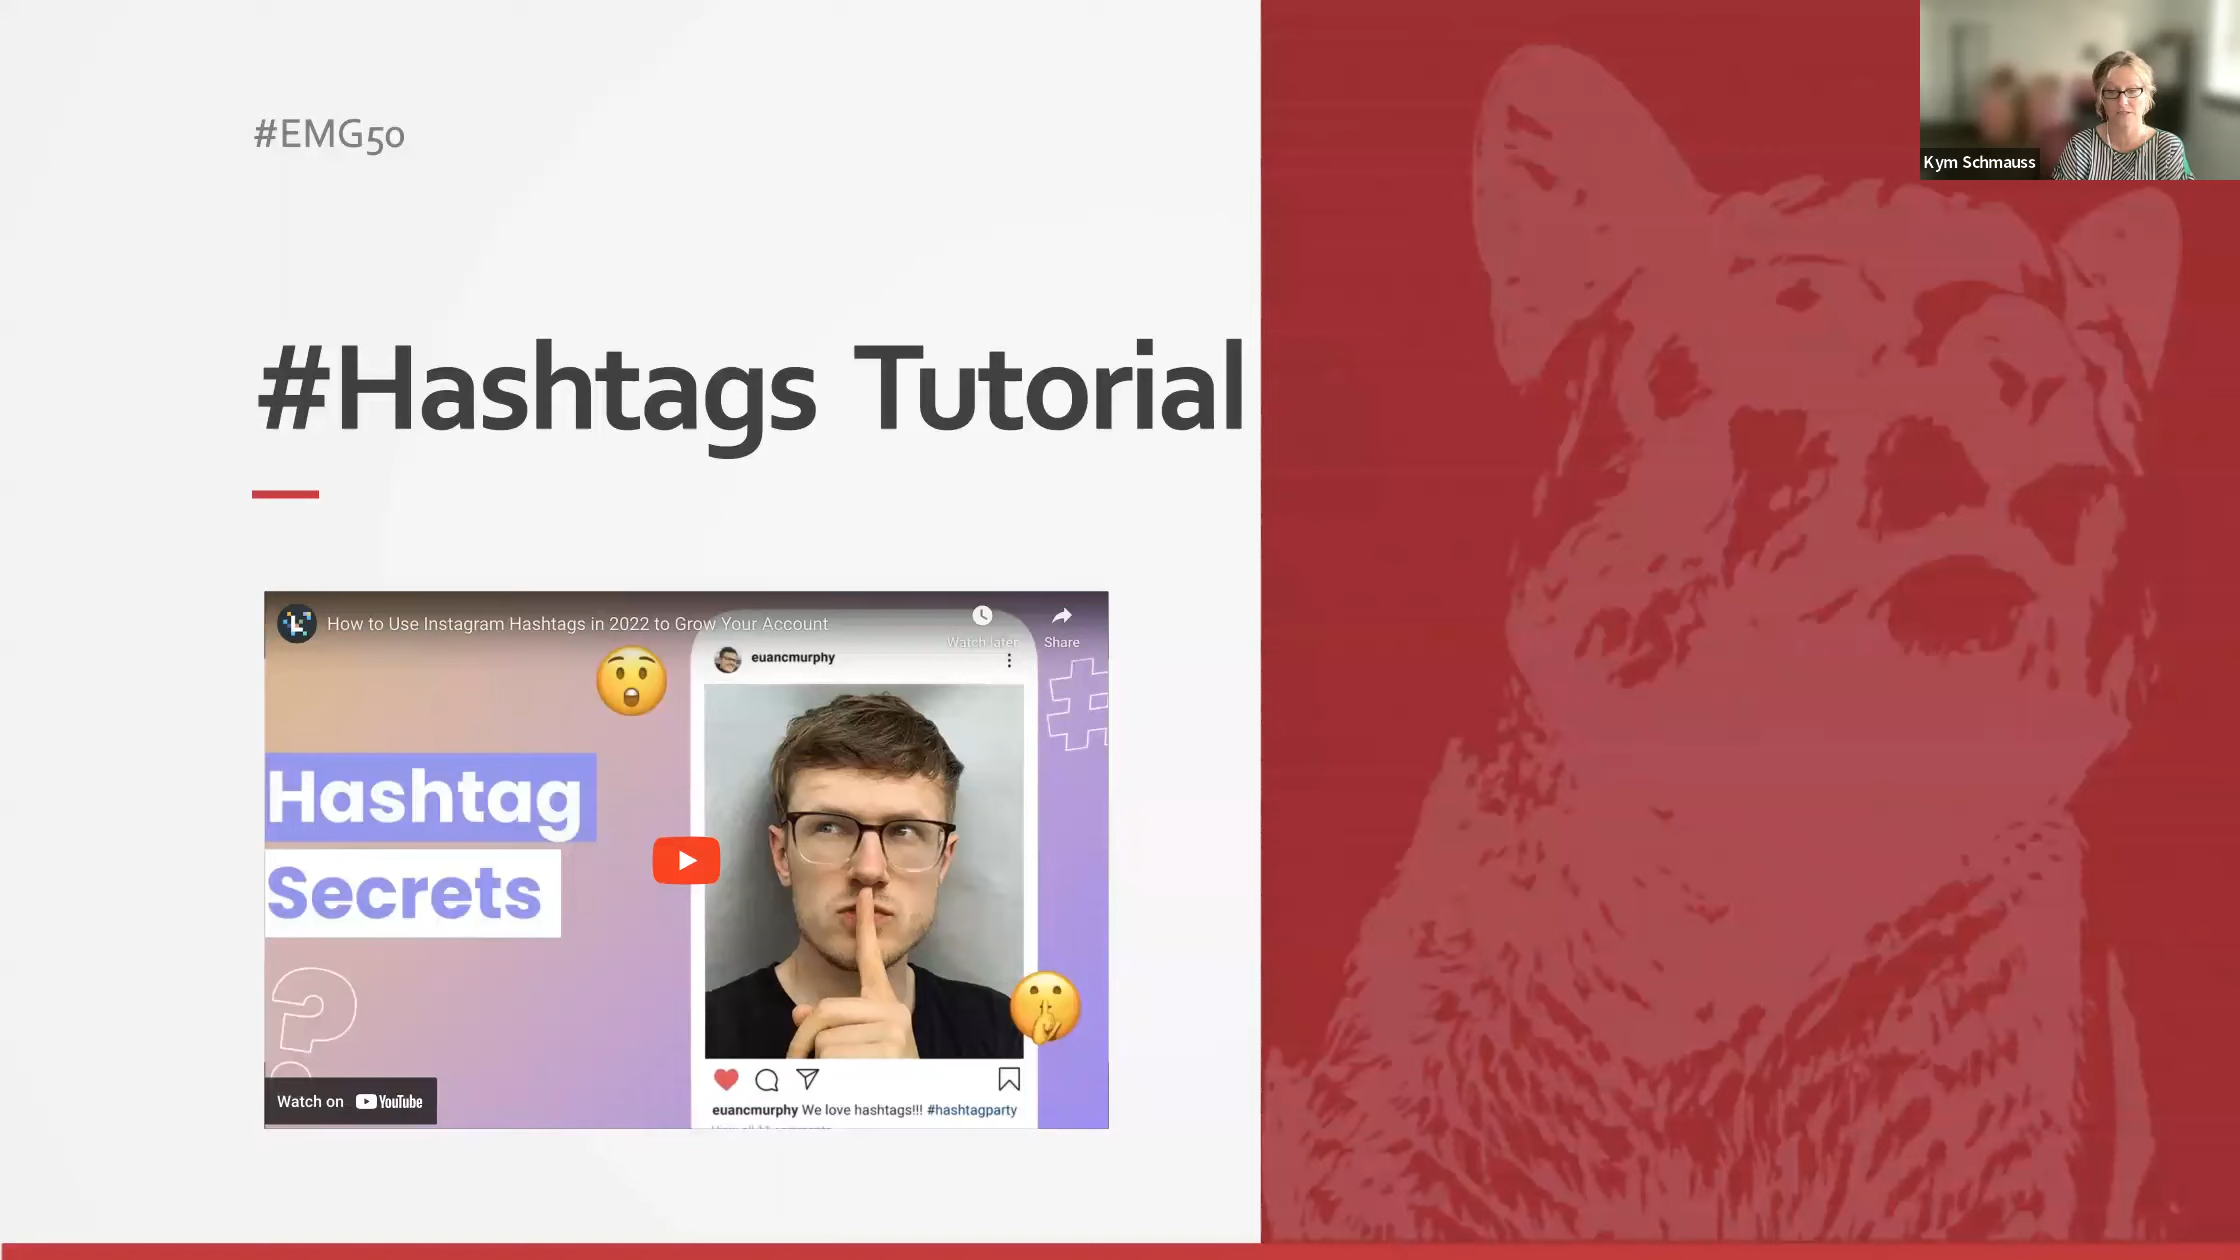 #EMG50
Kym Schmauss
#Hashtags Tutorial
How to Use Instagram Hashtags in 2022 to Grow Your Account
Watch later
Share
euancmurphy
Hashtag
Secrets
Watch on YouTube
euancmurphy We love hashtags!!! #hashtagparty